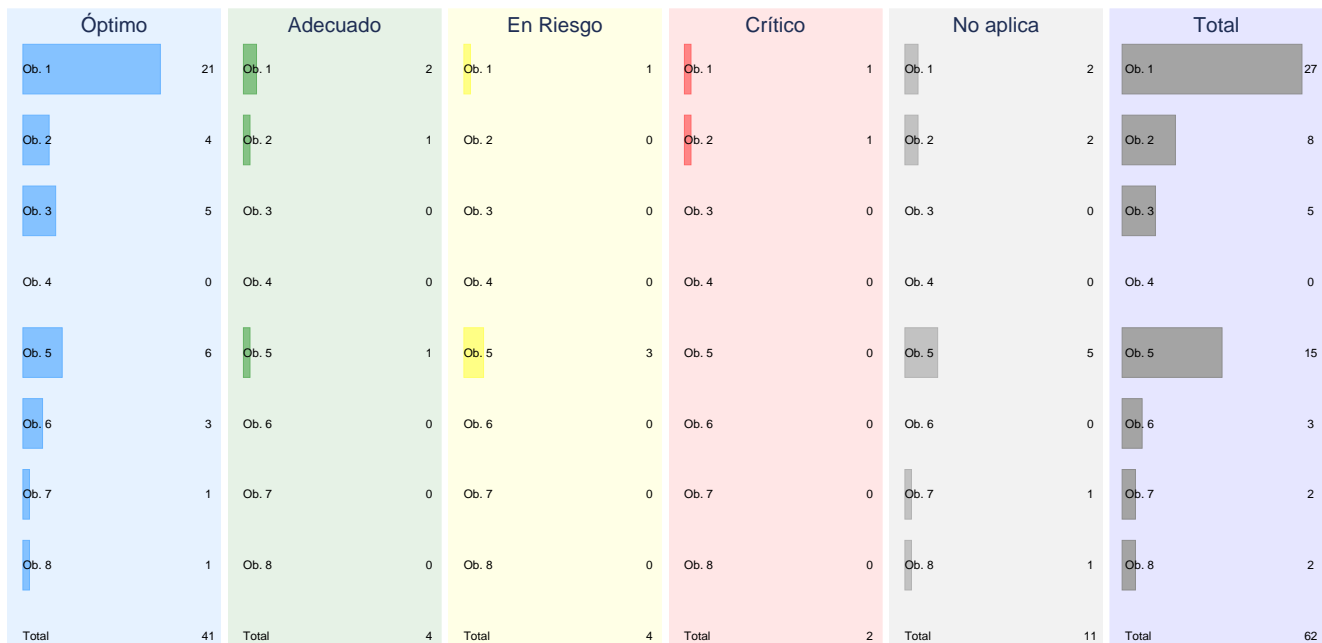 Óptimo Adecuado En Riesgo Crítico No aplica Total
Ob. 1 21 Ob. 1 2 Ob. 1 1 Ob. 1 1 Ob. 1 2 Ob. 1 27
Ob. 2 4 Ob. 2 1 Ob. 2 0 Ob. 2 1 Ob. 2 2 Ob. 2 8
Ob. 3 5 Ob. 3 0 Ob. 3 0 Ob. 3 0 Ob. 3 0 Ob. 3 5
Ob. 4 0 Ob. 4 0 Ob. 4 0 Ob. 4 0 Ob. 4 0 Ob. 4 0
Ob. 5 6 Ob. 5 1 Ob. 5 3 Ob. 5 0 Ob. 5 5 Ob. 5 15
Ob. 6 3 Ob. 6 0 Ob. 6 0 Ob. 6 0 Ob. 6 0 Ob. 6 3
Ob. 7 1 Ob. 7 0 Ob. 7 0 Ob. 7 0 Ob. 7 1 Ob. 7 2
Ob. 8 1 Ob. 8 0 Ob. 8 0 Ob. 8 0 Ob. 8 1 Ob. 8 2
Total 41 Total 4 Total 4 Total 2 Total 11 Total 62